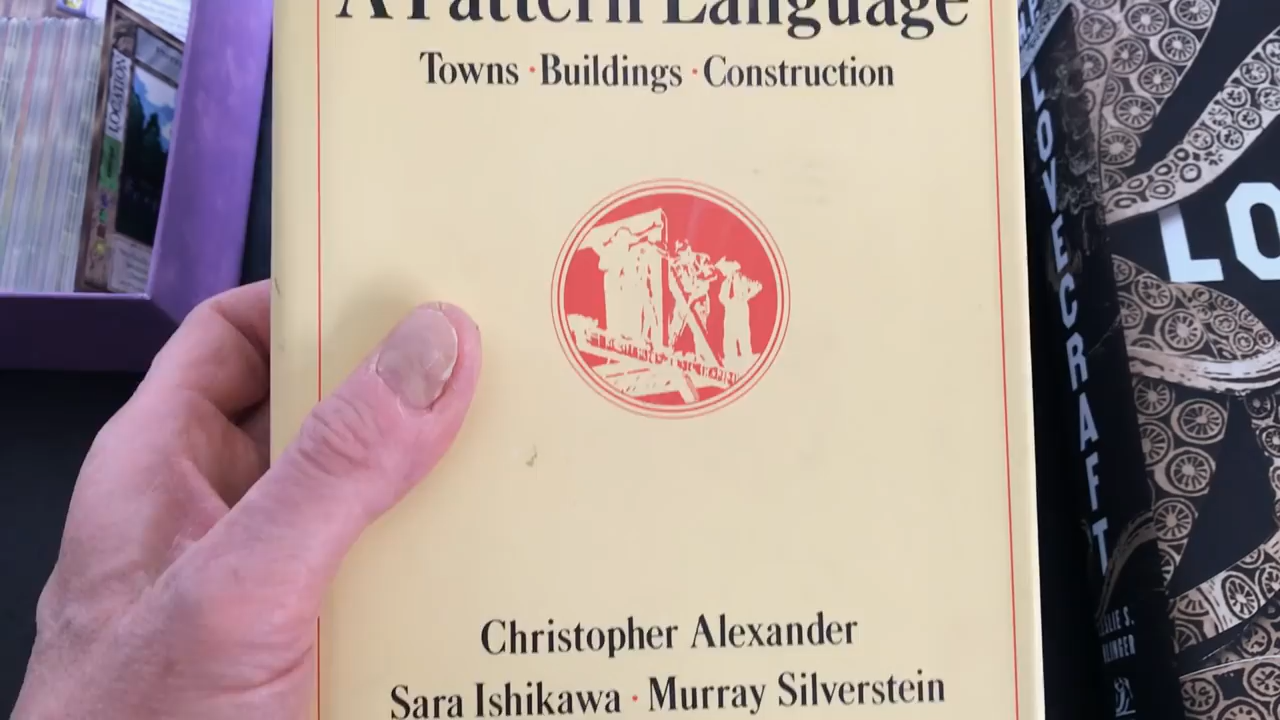 A Pattern Language
Towns · Buildings · Construction
Christopher Alexander
Sara Ishikawa · Murray Silverstein
LOCATION
LOVECRAFT
LO